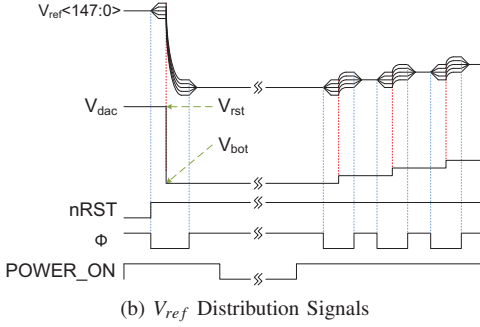 Vref<147:0>
Vdac
Vrst
Vbot
nRST
Φ
POWER_ON
(b) Vref Distribution Signals